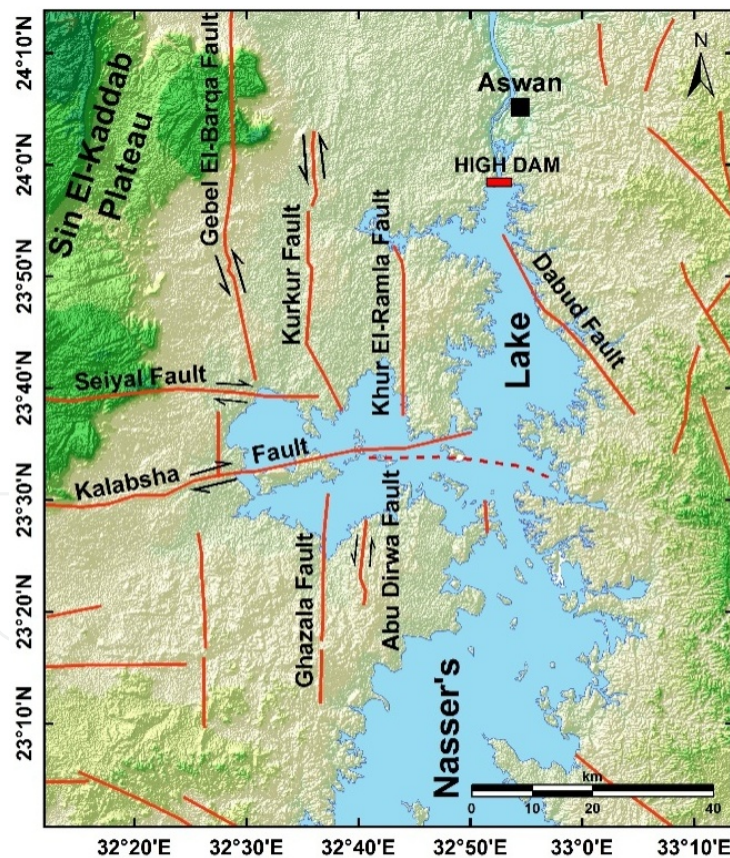 24°10'N
24°0'N
23°50'N
23°40'N
23°30'N
23°20'N
23°10'N
Sin El-Kaddab
Plateau
Gebel El-Barqa Fault
Kurkur Fault
Khur El-Ramla Fault
Aswan
N
HIGH DAM
Dabud Fault
Lake
Seiyal Fault
Kalabsha Fault
Ghazala Fault
Abu Dirwa Fault
Nasser's
km
0 10 20 40
32°20'E 32°30'E 32°40'E 32°50'E 33°0'E 33°10'E